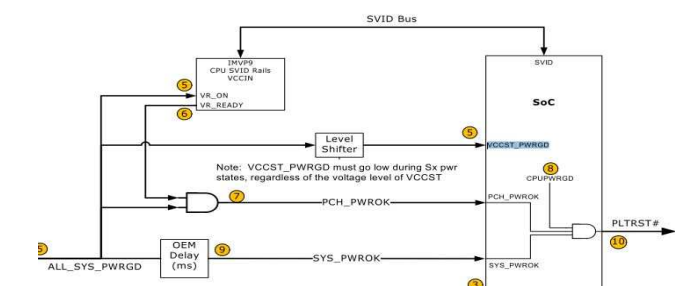 SVID Bus
IMVP9
CPU SVID Rails
VCCIN
SVID
5
VR_ON
VR_READY
6
SoC
5
Level
Shifter
VCCST_PWRGD
Note: VCCST_PWRGD must go low during Sx pwr
states, regardless of the voltage level of VCCST
8
CPUPWRGD
7
PCH_PWROK
PCH_PWROK
PLTRST#
10
5
ALL_SYS_PWRGD
OEM
Delay
(ms)
9
SYS_PWROK
SYS_PWROK
3